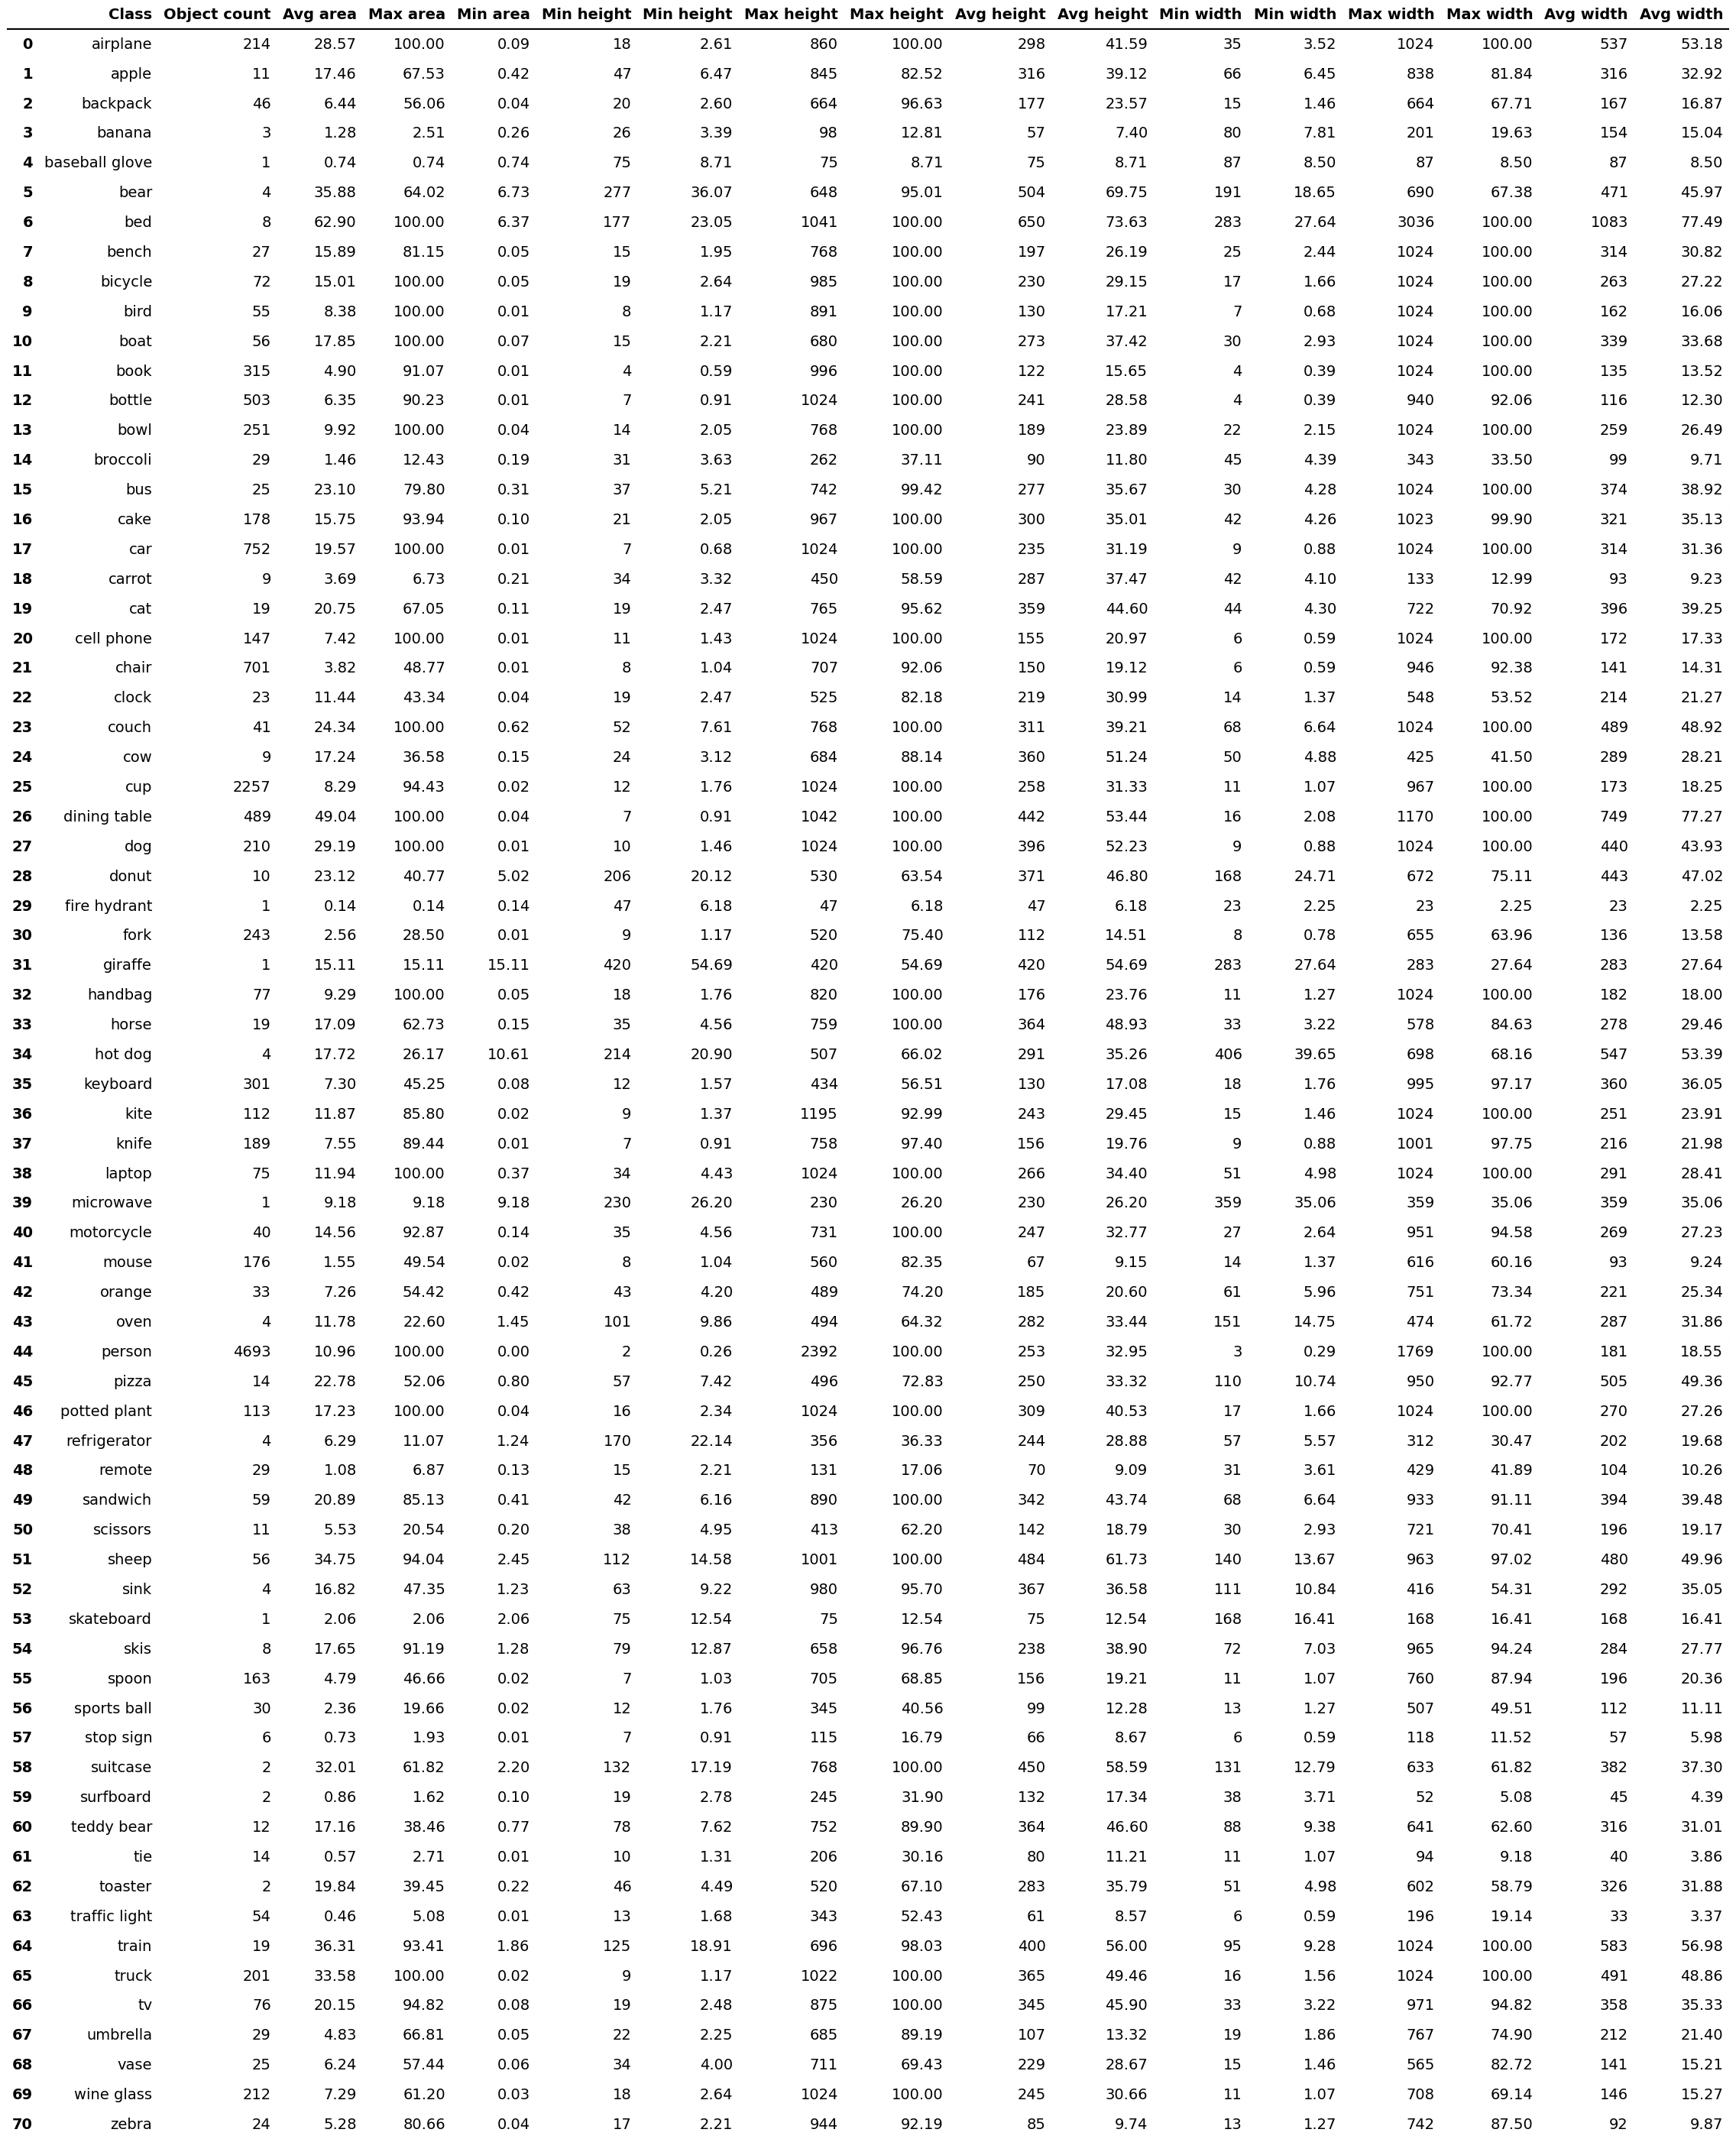 Class Object count Avg area Max area Min area Min height Min height Max height Max height Avg height Avg height Min width Min width Max width Max width Avg width Avg width
0 airplane 214 28.57 100.00 0.09 18 2.61 860 100.00 298 41.59 35 3.52 1024 100.00 537 53.18
1 apple 11 17.46 67.53 0.42 47 6.47 845 82.52 316 39.12 66 6.45 838 81.84 316 32.92
2 backpack 46 6.44 56.06 0.04 20 2.60 664 96.63 177 23.57 15 1.46 664 67.71 167 16.87
3 banana 3 1.28 2.51 0.26 26 3.39 98 12.81 57 7.40 80 7.81 201 19.63 154 15.04
4 baseball glove 1 0.74 0.74 0.74 75 8.71 75 8.71 75 8.71 87 8.50 87 8.50 87 8.50
5 bear 4 35.88 64.02 6.73 277 36.07 648 95.01 504 69.75 191 18.65 690 67.38 471 45.97
6 bed 8 62.90 100.00 6.37 177 23.05 1041 100.00 650 73.63 283 27.64 3036 100.00 1083 77.49
7 bench 27 15.89 81.15 0.05 15 1.95 768 100.00 197 26.19 25 2.44 1024 100.00 314 30.82
8 bicycle 72 15.01 100.00 0.05 19 2.64 985 100.00 230 29.15 17 1.66 1024 100.00 263 27.22
9 bird 55 8.38 100.00 0.01 8 1.17 891 100.00 130 17.21 7 0.68 1024 100.00 162 16.06
10 boat 56 17.85 100.00 0.07 15 2.21 680 100.00 273 37.42 30 2.93 1024 100.00 339 33.68
11 book 315 4.90 91.07 0.01 4 0.59 996 100.00 122 15.65 4 0.39 1024 100.00 135 13.52
12 bottle 503 6.35 90.23 0.01 7 0.91 1024 100.00 241 28.58 4 0.39 940 92.06 116 12.30
13 bowl 251 9.92 100.00 0.04 14 2.05 768 100.00 189 23.89 22 2.15 1024 100.00 259 26.49
14 broccoli 29 1.46 12.43 0.19 31 3.63 262 37.11 90 11.80 45 4.39 343 33.50 99 9.71
15 bus 25 23.10 79.80 0.31 37 5.21 742 99.42 277 35.67 30 4.28 1024 100.00 374 38.92
16 cake 178 15.75 93.94 0.10 21 2.05 967 100.00 300 35.01 42 4.26 1023 99.90 321 35.13
17 car 752 19.57 100.00 0.01 7 0.68 1024 100.00 235 31.19 9 0.88 1024 100.00 314 31.36
18 carrot 9 3.69 6.73 0.21 34 3.32 450 58.59 287 37.47 42 4.10 133 12.99 93 9.23
19 cat 19 20.75 67.05 0.11 19 2.47 765 95.62 359 44.60 44 4.30 722 70.92 396 39.25
20 cell phone 147 7.42 100.00 0.01 11 1.43 1024 100.00 155 20.97 6 0.59 1024 100.00 172 17.33
21 chair 701 3.82 48.77 0.01 8 1.04 707 92.06 150 19.12 6 0.59 946 92.38 141 14.31
22 clock 23 11.44 43.34 0.04 19 2.47 525 82.18 219 30.99 14 1.37 548 53.52 214 21.27
23 couch 41 24.34 100.00 0.62 52 7.61 768 100.00 311 39.21 68 6.64 1024 100.00 489 48.92
24 cow 9 17.24 36.58 0.15 24 3.12 684 88.14 360 51.24 50 4.88 425 41.50 289 28.21
25 cup 2257 8.29 94.43 0.02 12 1.76 1024 100.00 258 31.33 11 1.07 967 100.00 173 18.25
26 dining table 489 49.04 100.00 0.04 7 0.91 1042 100.00 442 53.44 16 2.08 1170 100.00 749 77.27
27 dog 210 29.19 100.00 0.01 10 1.46 1024 100.00 396 52.23 9 0.88 1024 100.00 440 43.93
28 donut 10 23.12 40.77 5.02 206 20.12 530 63.54 371 46.80 168 24.71 672 75.11 443 47.02
29 fire hydrant 1 0.14 0.14 0.14 47 6.18 47 6.18 47 6.18 23 2.25 23 2.25 23 2.25
30 fork 243 2.56 28.50 0.01 9 1.17 520 75.40 112 14.51 8 0.78 655 63.96 136 13.58
31 giraffe 1 15.11 15.11 15.11 420 54.69 420 54.69 420 54.69 283 27.64 283 27.64 283 27.64
32 handbag 77 9.29 100.00 0.05 18 1.76 820 100.00 176 23.76 11 1.27 1024 100.00 182 18.00
33 horse 19 17.09 62.73 0.15 35 4.56 759 100.00 364 48.93 33 3.22 578 84.63 278 29.46
34 hot dog 4 17.72 26.17 10.61 214 20.90 507 66.02 291 35.26 406 39.65 698 68.16 547 53.39
35 keyboard 301 7.30 45.25 0.08 12 1.57 434 56.51 130 17.08 18 1.76 995 97.17 360 36.05
36 kite 112 11.87 85.80 0.02 9 1.37 1195 92.99 243 29.45 15 1.46 1024 100.00 251 23.91
37 knife 189 7.55 89.44 0.01 7 0.91 758 97.40 156 19.76 9 0.88 1001 97.75 216 21.98
38 laptop 75 11.94 100.00 0.37 34 4.43 1024 100.00 266 34.40 51 4.98 1024 100.00 291 28.41
39 microwave 1 9.18 9.18 9.18 230 26.20 230 26.20 230 26.20 359 35.06 359 35.06 359 35.06
40 motorcycle 40 14.56 92.87 0.14 35 4.56 731 100.00 247 32.77 27 2.64 951 94.58 269 27.23
41 mouse 176 1.55 49.54 0.02 8 1.04 560 82.35 67 9.15 14 1.37 616 60.16 93 9.24
42 orange 33 7.26 54.42 0.42 43 4.20 489 74.20 185 20.60 61 5.96 751 73.34 221 25.34
43 oven 4 11.78 22.60 1.45 101 9.86 494 64.32 282 33.44 151 14.75 474 61.72 287 31.86
44 person 4693 10.96 100.00 0.00 2 0.26 2392 100.00 253 32.95 3 0.29 1769 100.00 181 18.55
45 pizza 14 22.78 52.06 0.80 57 7.42 496 72.83 250 33.32 110 10.74 950 92.77 505 49.36
46 potted plant 113 17.23 100.00 0.04 16 2.34 1024 100.00 309 40.53 17 1.66 1024 100.00 270 27.26
47 refrigerator 4 6.29 11.07 1.24 170 22.14 356 36.33 244 28.88 57 5.57 312 30.47 202 19.68
48 remote 29 1.08 6.87 0.13 15 2.21 131 17.06 70 9.09 31 3.61 429 41.89 104 10.26
49 sandwich 59 20.89 85.13 0.41 42 6.16 890 100.00 342 43.74 68 6.64 933 91.11 394 39.48
50 scissors 11 5.53 20.54 0.20 38 4.95 413 62.20 142 18.79 30 2.93 721 70.41 196 19.17
51 sheep 56 34.75 94.04 2.45 112 14.58 1001 100.00 484 61.73 140 13.67 963 97.02 480 49.96
52 sink 4 16.82 47.35 1.23 63 9.22 980 95.70 367 36.58 111 10.84 416 54.31 292 35.05
53 skateboard 1 2.06 2.06 2.06 75 12.54 75 12.54 75 12.54 168 16.41 168 16.41 168 16.41
54 skis 8 17.65 91.19 1.28 79 12.87 658 96.76 238 38.90 72 7.03 965 94.24 284 27.77
55 spoon 163 4.79 46.66 0.02 7 1.03 705 68.85 156 19.21 11 1.07 760 87.94 196 20.36
56 sports ball 30 2.36 19.66 0.02 12 1.76 345 40.56 99 12.28 13 1.27 507 49.51 112 11.11
57 stop sign 6 0.73 1.93 0.01 7 0.91 115 16.79 66 8.67 6 0.59 118 11.52 57 5.98
58 suitcase 2 32.01 61.82 2.20 132 17.19 768 100.00 450 58.59 131 12.79 633 61.82 382 37.30
59 surfboard 2 0.86 1.62 0.10 19 2.78 245 31.90 132 17.34 38 3.71 52 5.08 45 4.39
60 teddy bear 12 17.16 38.46 0.77 78 7.62 752 89.90 364 46.60 88 9.38 641 62.60 316 31.01
61 tie 14 0.57 2.71 0.01 10 1.31 206 30.16 80 11.21 11 1.07 94 9.18 40 3.86
62 toaster 2 19.84 39.45 0.22 46 4.49 520 67.10 283 35.79 51 4.98 602 58.79 326 31.88
63 traffic light 54 0.46 5.08 0.01 13 1.68 343 52.43 61 8.57 6 0.59 196 19.14 33 3.37
64 train 19 36.31 93.41 1.86 125 18.91 696 98.03 400 56.00 95 9.28 1024 100.00 583 56.98
65 truck 201 33.58 100.00 0.02 9 1.17 1022 100.00 365 49.46 16 1.56 1024 100.00 491 48.86
66 tv 76 20.15 94.82 0.08 19 2.48 875 100.00 345 45.90 33 3.22 971 94.82 358 35.33
67 umbrella 29 4.83 66.81 0.05 22 2.25 685 89.19 107 13.32 19 1.86 767 74.90 212 21.40
68 vase 25 6.24 57.44 0.06 34 4.00 711 69.43 229 28.67 15 1.46 565 82.72 141 15.21
69 wine glass 212 7.29 61.20 0.03 18 2.64 1024 100.00 245 30.66 11 1.07 708 69.14 146 15.27
70 zebra 24 5.28 80.66 0.04 17 2.21 944 92.19 85 9.74 13 1.27 742 87.50 92 9.87